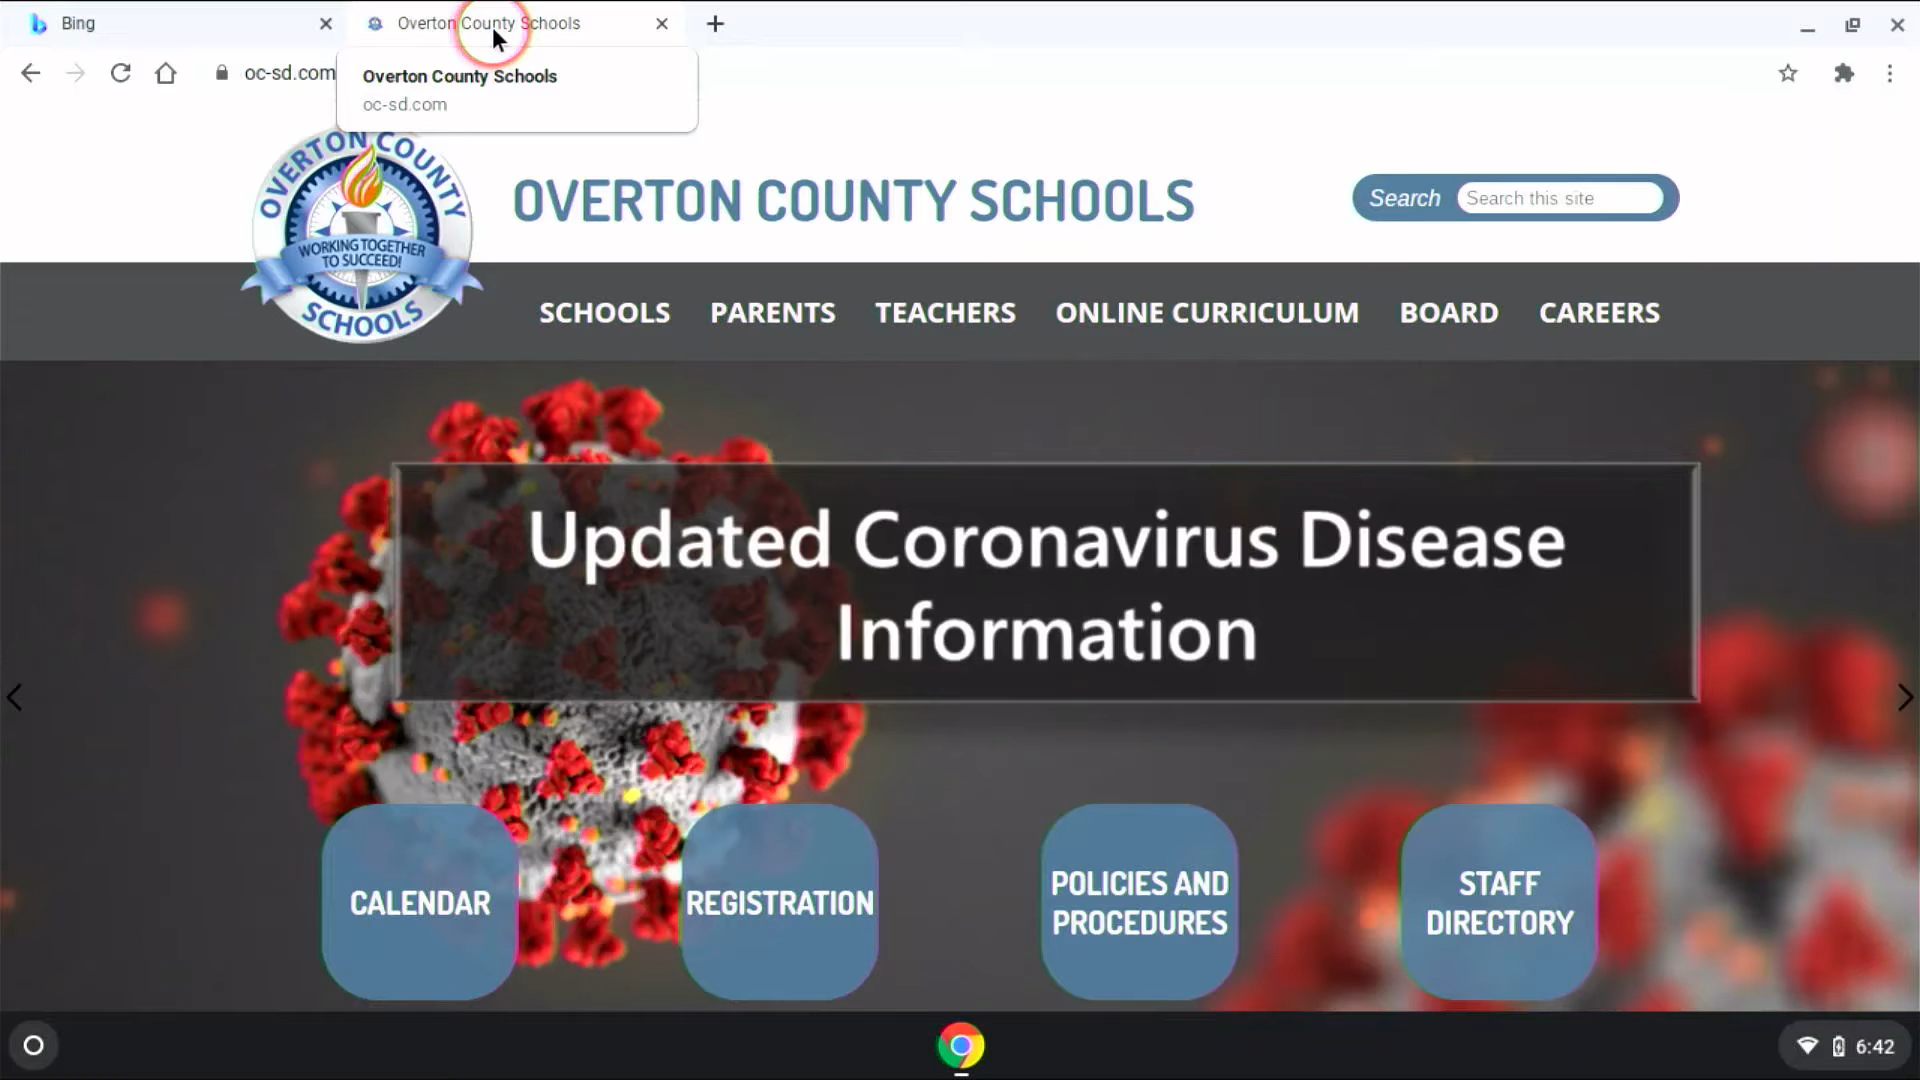 Bing
Overton County Schools
oc-sd.com
Overton County Schools
oc-sd.com
OVERTON COUNTY
WORKING TOGETHER
TO SUCCEED!
SCHOOLS
OVERTON COUNTY SCHOOLS
Search
Search this site
SCHOOLS PARENTS TEACHERS ONLINE CURRICULUM BOARD CAREERS
Updated Coronavirus Disease
Information
CALENDAR
REGISTRATION
POLICIES AND
PROCEDURES
STAFF
DIRECTORY
6:42